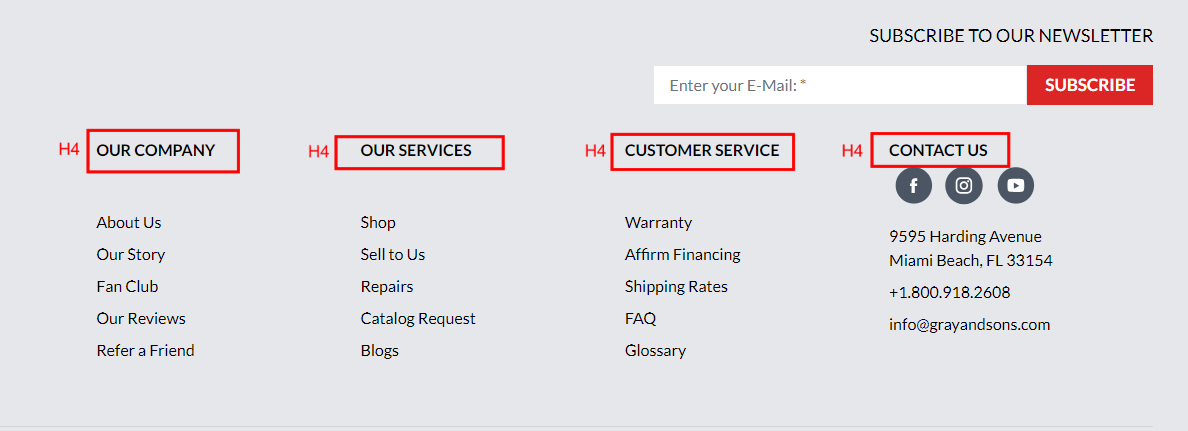 SUBSCRIBE TO OUR NEWSLETTER
Enter your E-Mail: *
SUBSCRIBE
H4 OUR COMPANY
H4 OUR SERVICES
H4 CUSTOMER SERVICE
H4 CONTACT US
About Us
Our Story
Fan Club
Our Reviews
Refer a Friend
Shop
Sell to Us
Repairs
Catalog Request
Blogs
Warranty
Affirm Financing
Shipping Rates
FAQ
Glossary
9595 Harding Avenue
Miami Beach, FL 33154
+1.800.918.2608
info@grayandsons.com